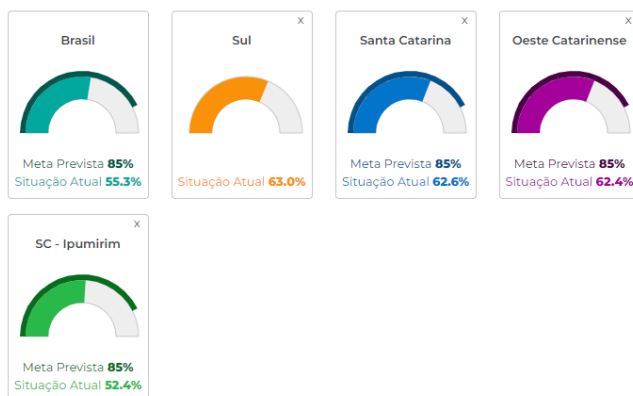 x
x
x
Brasil
Sul
Santa Catarina
Oeste Catarinense
Meta Prevista 85%
Meta Prevista 85%
Meta Prevista 85%
Situação Atual 55.3%
Situação Atual 63.0%
Situação Atual 62.6%
Situação Atual 62.4%
x
SC - Ipumirim
Meta Prevista 85%
Situação Atual 52.4%